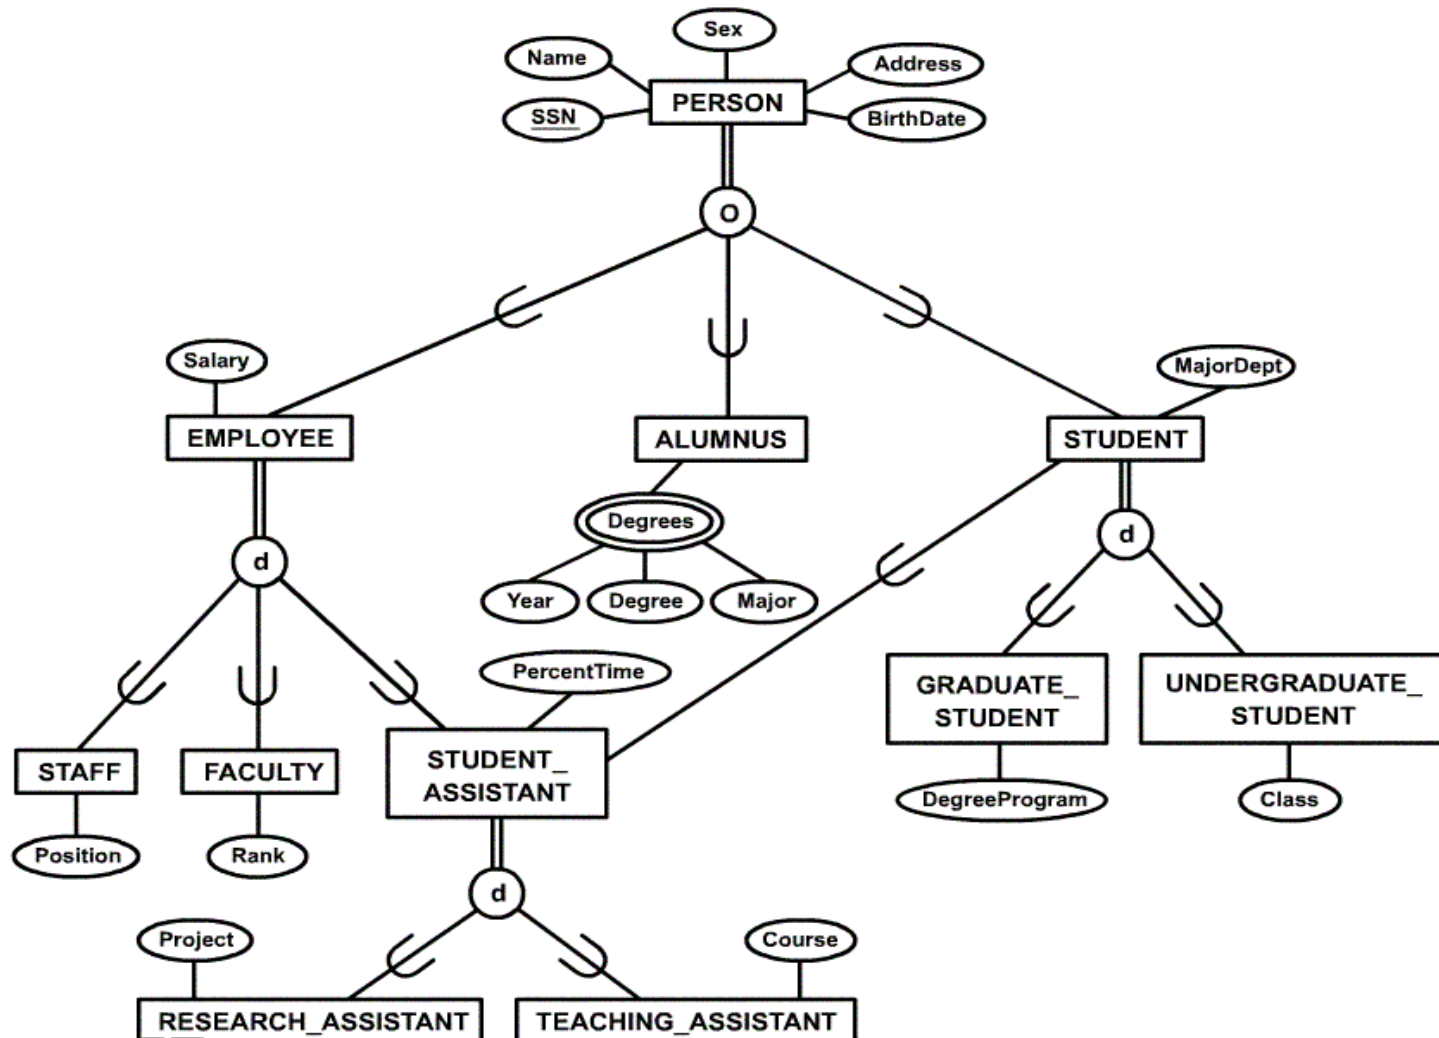 Sex
Name
Address
PERSON
SSN
BirthDate
O
Salary
MajorDept
EMPLOYEE
ALUMNUS
STUDENT
Degrees
d
d
Year
Degree
Major
PercentTime
GRADUATE_
STUDENT
UNDERGRADUATE_
STUDENT
STAFF
FACULTY
STUDENT_
ASSISTANT
DegreeProgram
Class
Position
Rank
d
Project
Course
RESEARCH_ASSISTANT
TEACHING_ASSISTANT